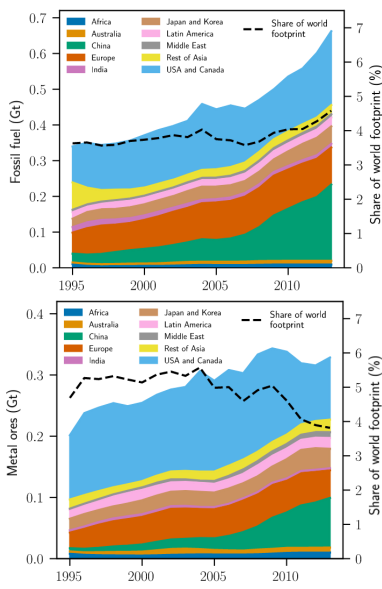 0.7
0.6
0.5
0.4
0.3
0.2
0.1
0.0
Fossil fuel (Gt)
Africa
Australia
China
Europe
India
Japan and Korea
Latin America
Middle East
Rest of Asia
USA and Canada
Share of world
footprint
7
6
5
4
3
2
1
0
Share of world footprint (%)
1995
2000
2005
2010
0.4
0.3
0.2
0.1
0.0
Metal ores (Gt)
Africa
Australia
China
Europe
India
Japan and Korea
Latin America
Middle East
Rest of Asia
USA and Canada
Share of world
footprint
7
6
5
4
3
2
1
0
Share of world footprint (%)
1995
2000
2005
2010